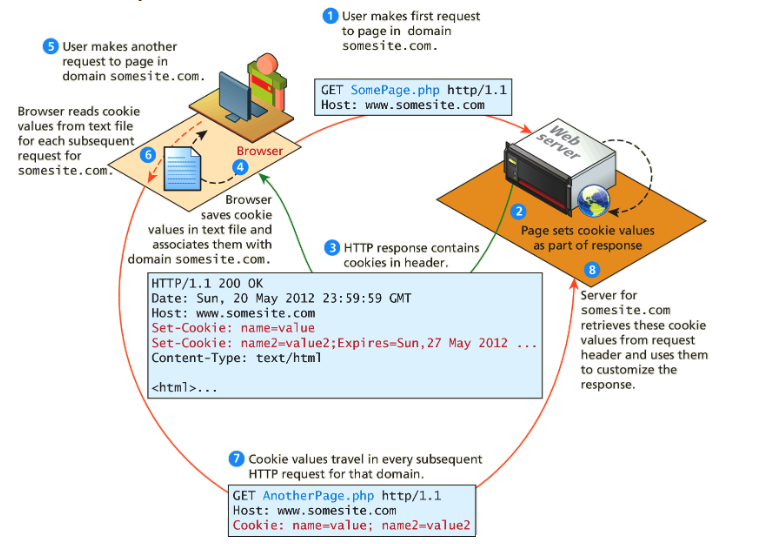 1 User makes first request
to page in domain
somesite.com.
5 User makes another
request to page in
domain somesite.com.
GET SomePage.php http/1.1
Host: www.somesite.com
Browser reads cookie
values from text file
for each subsequent
request for
somesite.com.
6
4
Browser
Web
server
Browser
saves cookie
values in text file and
associates them with
domain somesite.com.
2
Page sets cookie values
as part of response
3 HTTP response contains
cookies in header.
HTTP/1.1 200 OK
Date: Sun, 20 May 2012 23:59:59 GMT
Host: www.somesite.com
Set-Cookie: name=value
Set-Cookie: name2=value2;Expires=Sun,27 May 2012 ...
Content-Type: text/html
<html>...
8
Server for
somesite.com
retrieves these cookie
values from request
header and uses them
to customize the
response.
7 Cookie values travel in every subsequent
HTTP request for that domain.
GET AnotherPage.php http/1.1
Host: www.somesite.com
Cookie: name=value; name2=value2